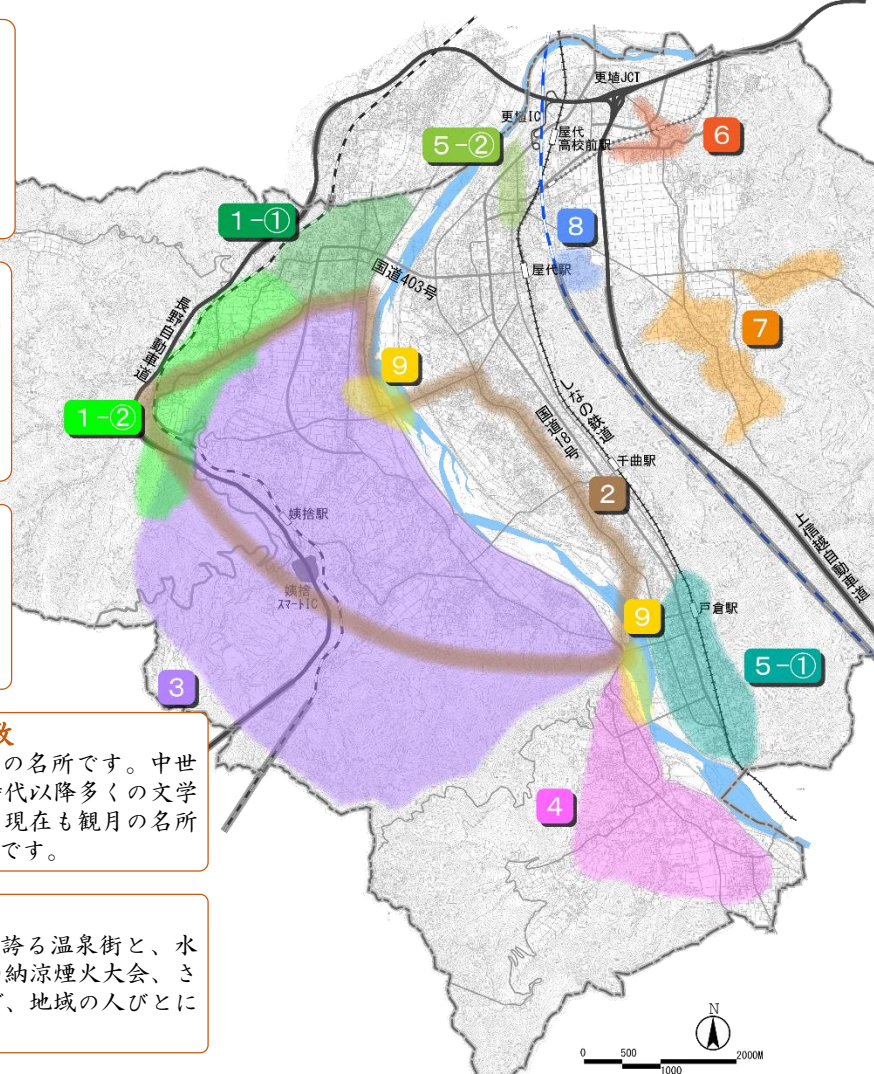 更埴JCT
更埴IC
屋代
高校前駅
6
5-②
1-①
8
国道403号
屋代駅
長野自動車道
7
9
1-②
しなの鉄道
国道18号
千曲駅
2
姨捨駅
上信越自動車道
姨捨
スマートIC
戸倉駅
9
5-①
3
の名所です。中世
代以降多くの文学
現在も観月の名所
です。
4
誇る温泉街と、水
納涼煙火大会、さ
、地域の人びとに
N
0 500 1000 2000M